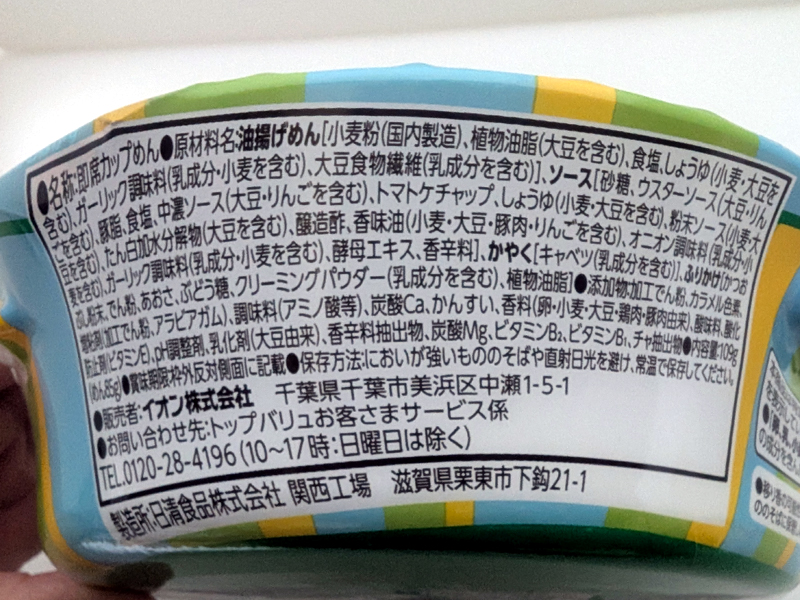 ●名称:即席カップめん●原材料名:油揚げめん[小麦粉(国内製造)、植物油脂(大豆を含む)、食塩、しょうゆ(小麦・大豆を
含む)、ガーリック調味料(乳成分・小麦を含む)、大豆食物繊維(乳成分を含む)]、ソース[砂糖、ウスターソース(大豆・りん
ごを含む)、豚脂、食塩、中濃ソース(大豆・りんごを含む)、トマトケチャップ、しょうゆ(小麦・大豆を含む)、粉末ソース(小麦・大
豆を含む)、たん白加水分解物(大豆を含む)、醸造酢、香味油(小麦・大豆・豚肉・りんごを含む)、オニオン調味料(乳成分・小
麦を含む)、ガーリック調味料(乳成分・小麦を含む)、酵母エキス、香辛料]、かやく[キャベツ(乳成分を含む)]、ふりかけ[かつお
ぶし粉末、でん粉、あおさ、ぶどう糖、クリーミングパウダー(乳成分を含む)、植物油脂]●添加物:加工でん粉、カラメル色素、
増粘剤(加工でん粉、アラビアガム)、調味料(アミノ酸等)、炭酸Ca、かんすい、香料(卵・小麦・大豆・鶏肉・豚肉由来)、酸味料、酸化
防止剤(ビタミンE)、pH調整剤、乳化剤(大豆由来)、香辛料抽出物、炭酸Mg、ビタミンB₂、ビタミンB₁、チャ抽出物●内容量:109g
(めん85g)●賞味期限:枠外反対側面に記載●保存方法:においが強いもののそばや直射日光を避け、常温で保存してください。
●販売者:イオン株式会社 千葉県千葉市美浜区中瀬1-5-1
●お問い合わせ先:トップバリュお客さまサービス係
TEL.0120-28-4196(10~17時:日曜日は除く)
製造所:日清食品株式会社 関西工場 滋賀県栗東市下鈎21-1